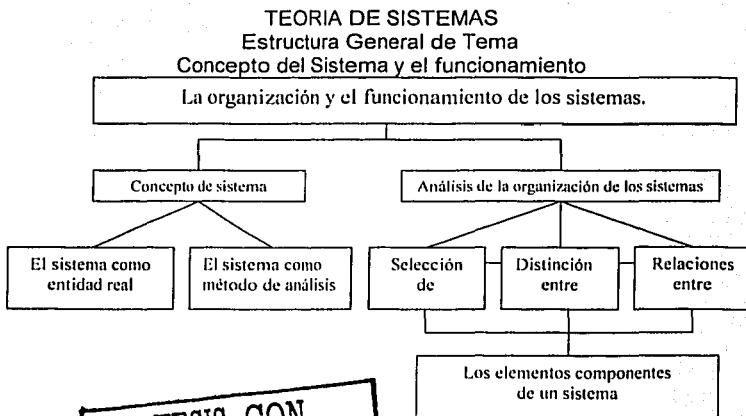 TEORIA DE SISTEMAS
Estructura General de Tema
Concepto del Sistema y el funcionamiento
La organización y el funcionamiento de los sistemas.
Concepto de sistema
Análisis de la organización de los sistemas
El sistema como
entidad real
El sistema como
método de análisis
Selección
de
Distinción
entre
Relaciones
entre
Los elementos componentes
de un sistema
TESIS CON